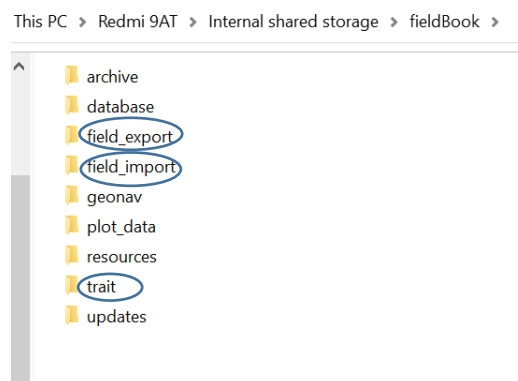 This PC > Redmi 9AT > Internal shared storage > fieldBook >
archive
database
field_export
field_import
geonav
plot_data
resources
trait
updates